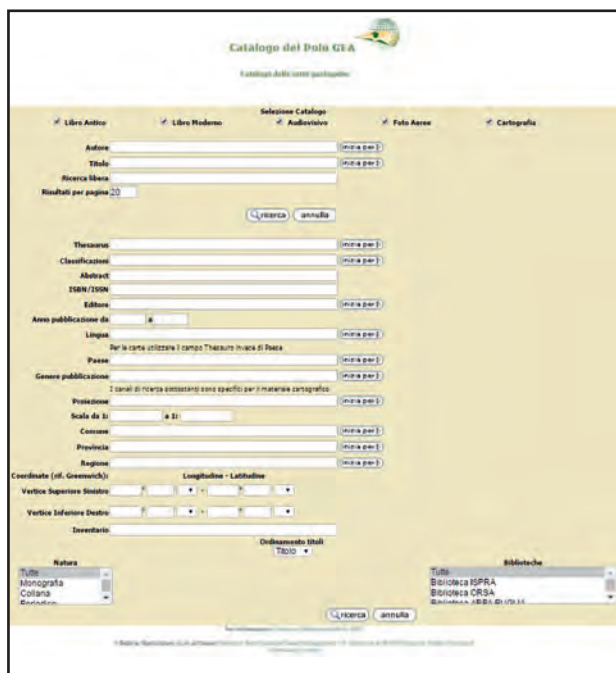 Catalogo del Polo GEA
Catalogo delle
Selezione Catalogo
Libro Antico Libro Moderno Audiovisivo Foto Aeree Cartografia
Autore (inizia per)
Titolo (inizia per)
Ricerca libera
Risultati per pagina 20
ricerca annulla
Thesaurus (inizia per)
Classificazioni (inizia per)
Abstract
ISBN/ISSN
Editore (inizia per)
Anno pubblicazione da a
Lingua (inizia per)
Per le carte utilizzare il campo Thesauro invece di Paese
Paese (inizia per)
Genere pubblicazione (inizia per)
I canali di ricerca sottostanti sono specifici per il materiale cartografico
Proiezione (inizia per)
Scala da 1: a 1:
Comune (inizia per)
Provincia (inizia per)
Regione (inizia per)
Coordinate (rif. Greenwich): Longitudine - Latitudine
Vertice Superiore Sinistro ° ' - ° '
Vertice Inferiore Destro ° ' - ° '
Inventario
Ordinamento titoli
Titolo
Natura Biblioteche
Tutte Tutte
Monografia Biblioteca ISPRA
Collana Biblioteca ORSA
Periodico Biblioteca ARPA PUGLIA
ricerca annulla